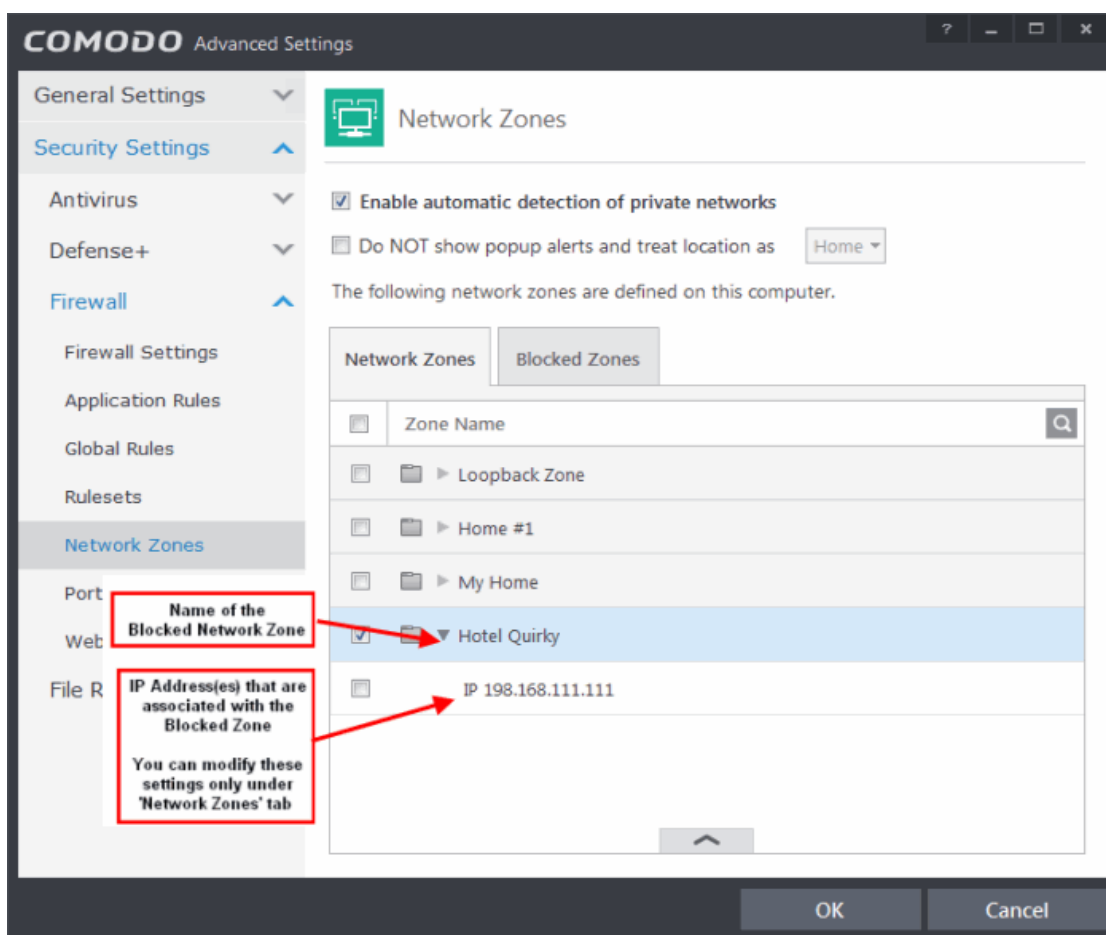 COMODO Advanced Settings
General Settings
Security Settings
Antivirus
Defense+
Firewall
Firewall Settings
Application Rules
Global Rules
Rulesets
Network Zones
Port
Web
File R
Name of the
Blocked Network Zone
IP Address(es) that are
associated with the
Blocked Zone
You can modify these
settings only under
'Network Zones' tab
Network Zones
Enable automatic detection of private networks
Do NOT show popup alerts and treat location as Home
The following network zones are defined on this computer.
Network Zones Blocked Zones
Zone Name
Loopback Zone
Home #1
My Home
Hotel Quirky
IP 198.168.111.111
OK Cancel